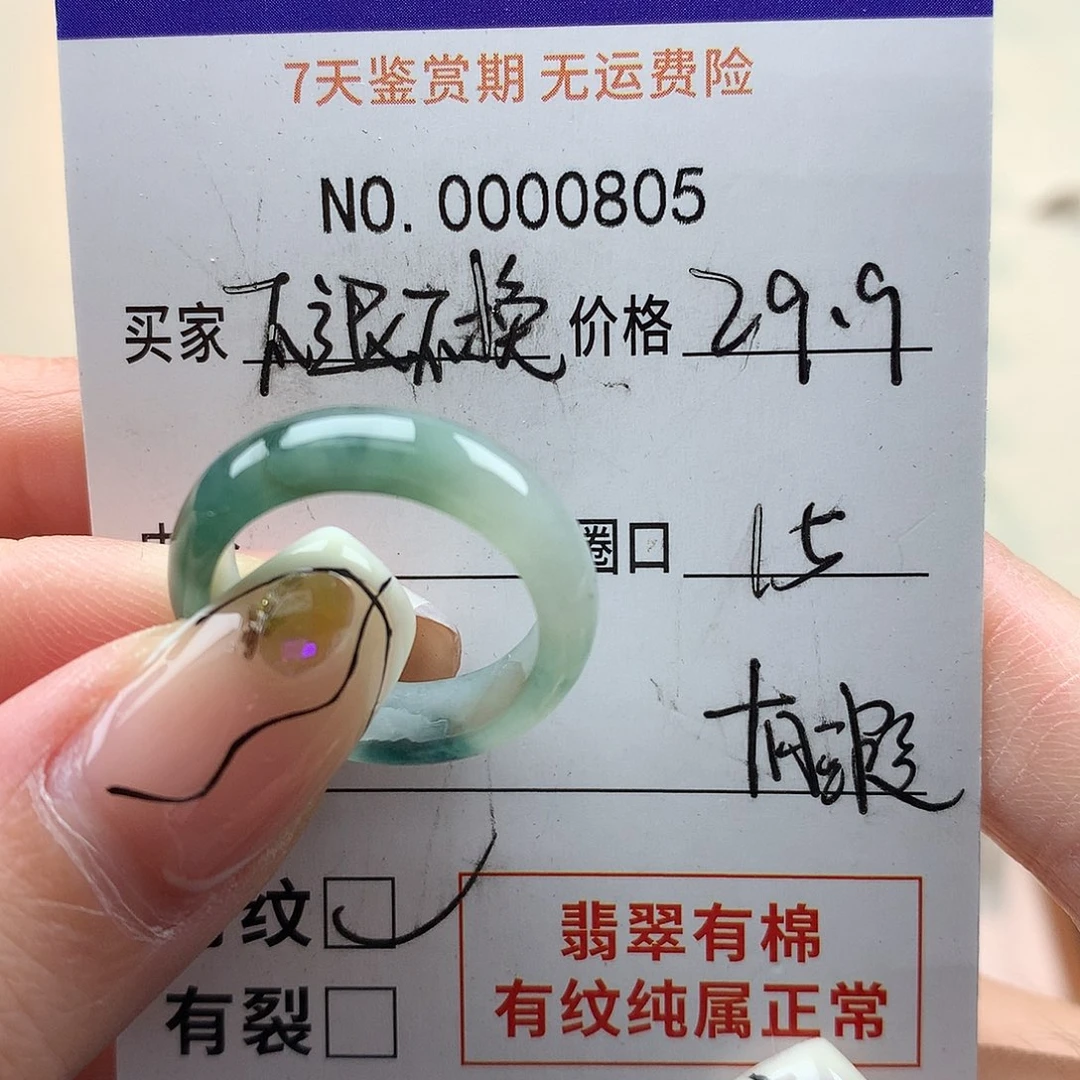 7天鉴赏期 无运费险
NO. 0000805
买家 不退不换 价格 29.9
圈口 15
有瑕
纹
有裂
翡翠有棉
有纹纯属正常